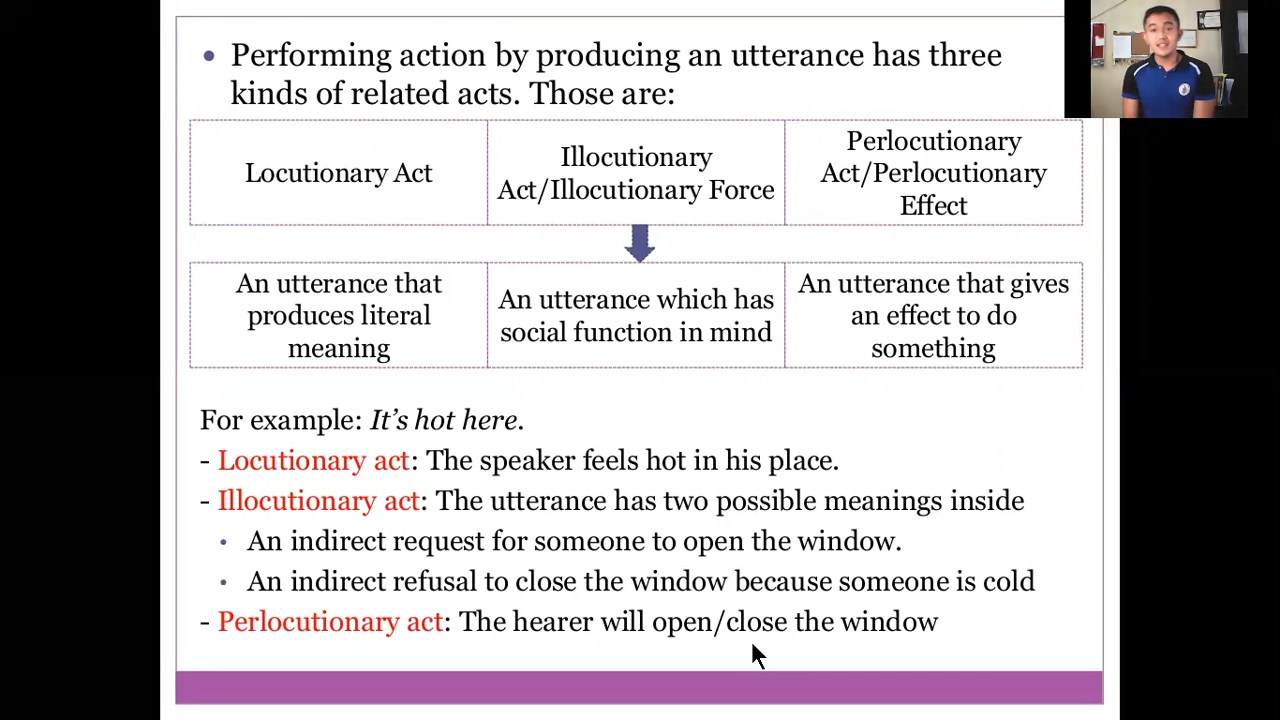 • Performing action by producing an utterance has three
kinds of related acts. Those are:
Locutionary Act
Illocutionary
Act/Illocutionary Force
Perlocutionary
Act/Perlocutionary
Effect
An utterance that
produces literal
meaning
An utterance which has
social function in mind
An utterance that gives
an effect to do
something
For example: It's hot here.
- Locutionary act: The speaker feels hot in his place.
- Illocutionary act: The utterance has two possible meanings inside
• An indirect request for someone to open the window.
• An indirect refusal to close the window because someone is cold
- Perlocutionary act: The hearer will open/close the window